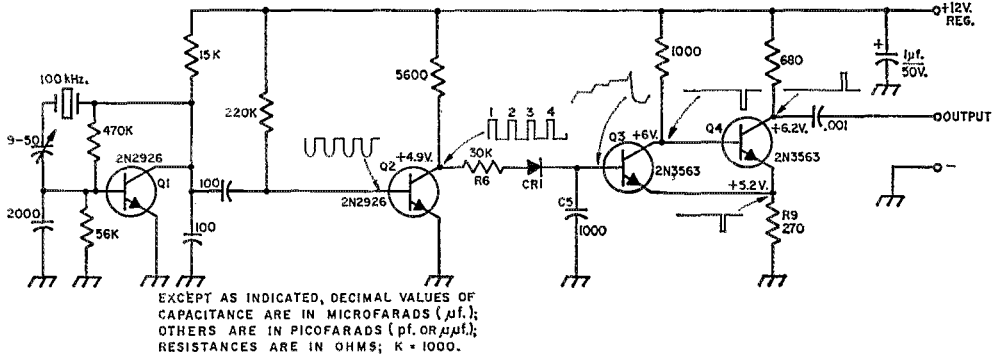 +12V.
REG.
15K
1000
680
+
1µf.
50V.
100 kHz.
5600
220K
1 2 3 4
9-50
470K
Q3
+6V.
Q4
+6.2V.
.001
OUTPUT
2N2926
Q1
Q2
+4.9V.
30K
R6
CR1
2N3563
2N3563
100
2N2926
+5.2V.
-
2000
56K
100
C5
1000
R9
270
EXCEPT AS INDICATED, DECIMAL VALUES OF
CAPACITANCE ARE IN MICROFARADS (µf.);
OTHERS ARE IN PICOFARADS (pf. OR µµf.);
RESISTANCES ARE IN OHMS; K = 1000.